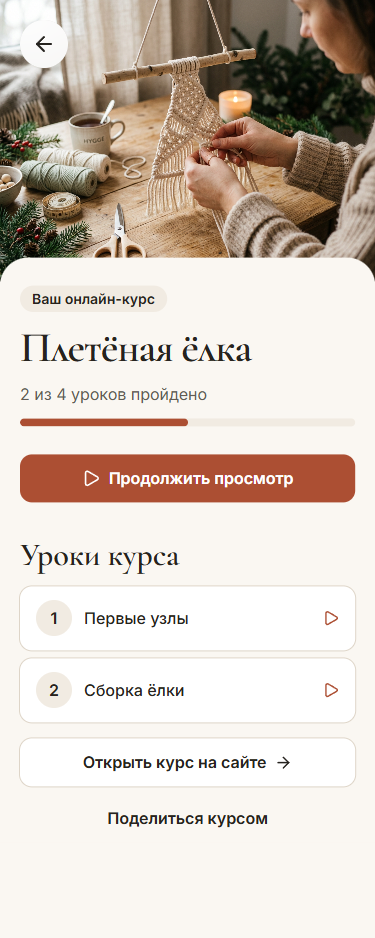 HYGGE
Ваш онлайн-курс
Плетёная ёлка
2 из 4 уроков пройдено
Продолжить просмотр
Уроки курса
1 Первые узлы
2 Сборка ёлки
Открыть курс на сайте
Поделиться курсом